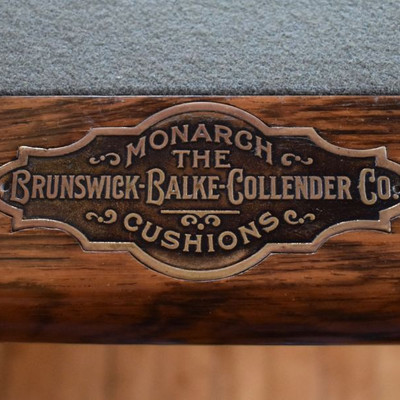 MONARCH
THE
BRUNSWICK-BALKE-COLLENDER CO.
CUSHIONS